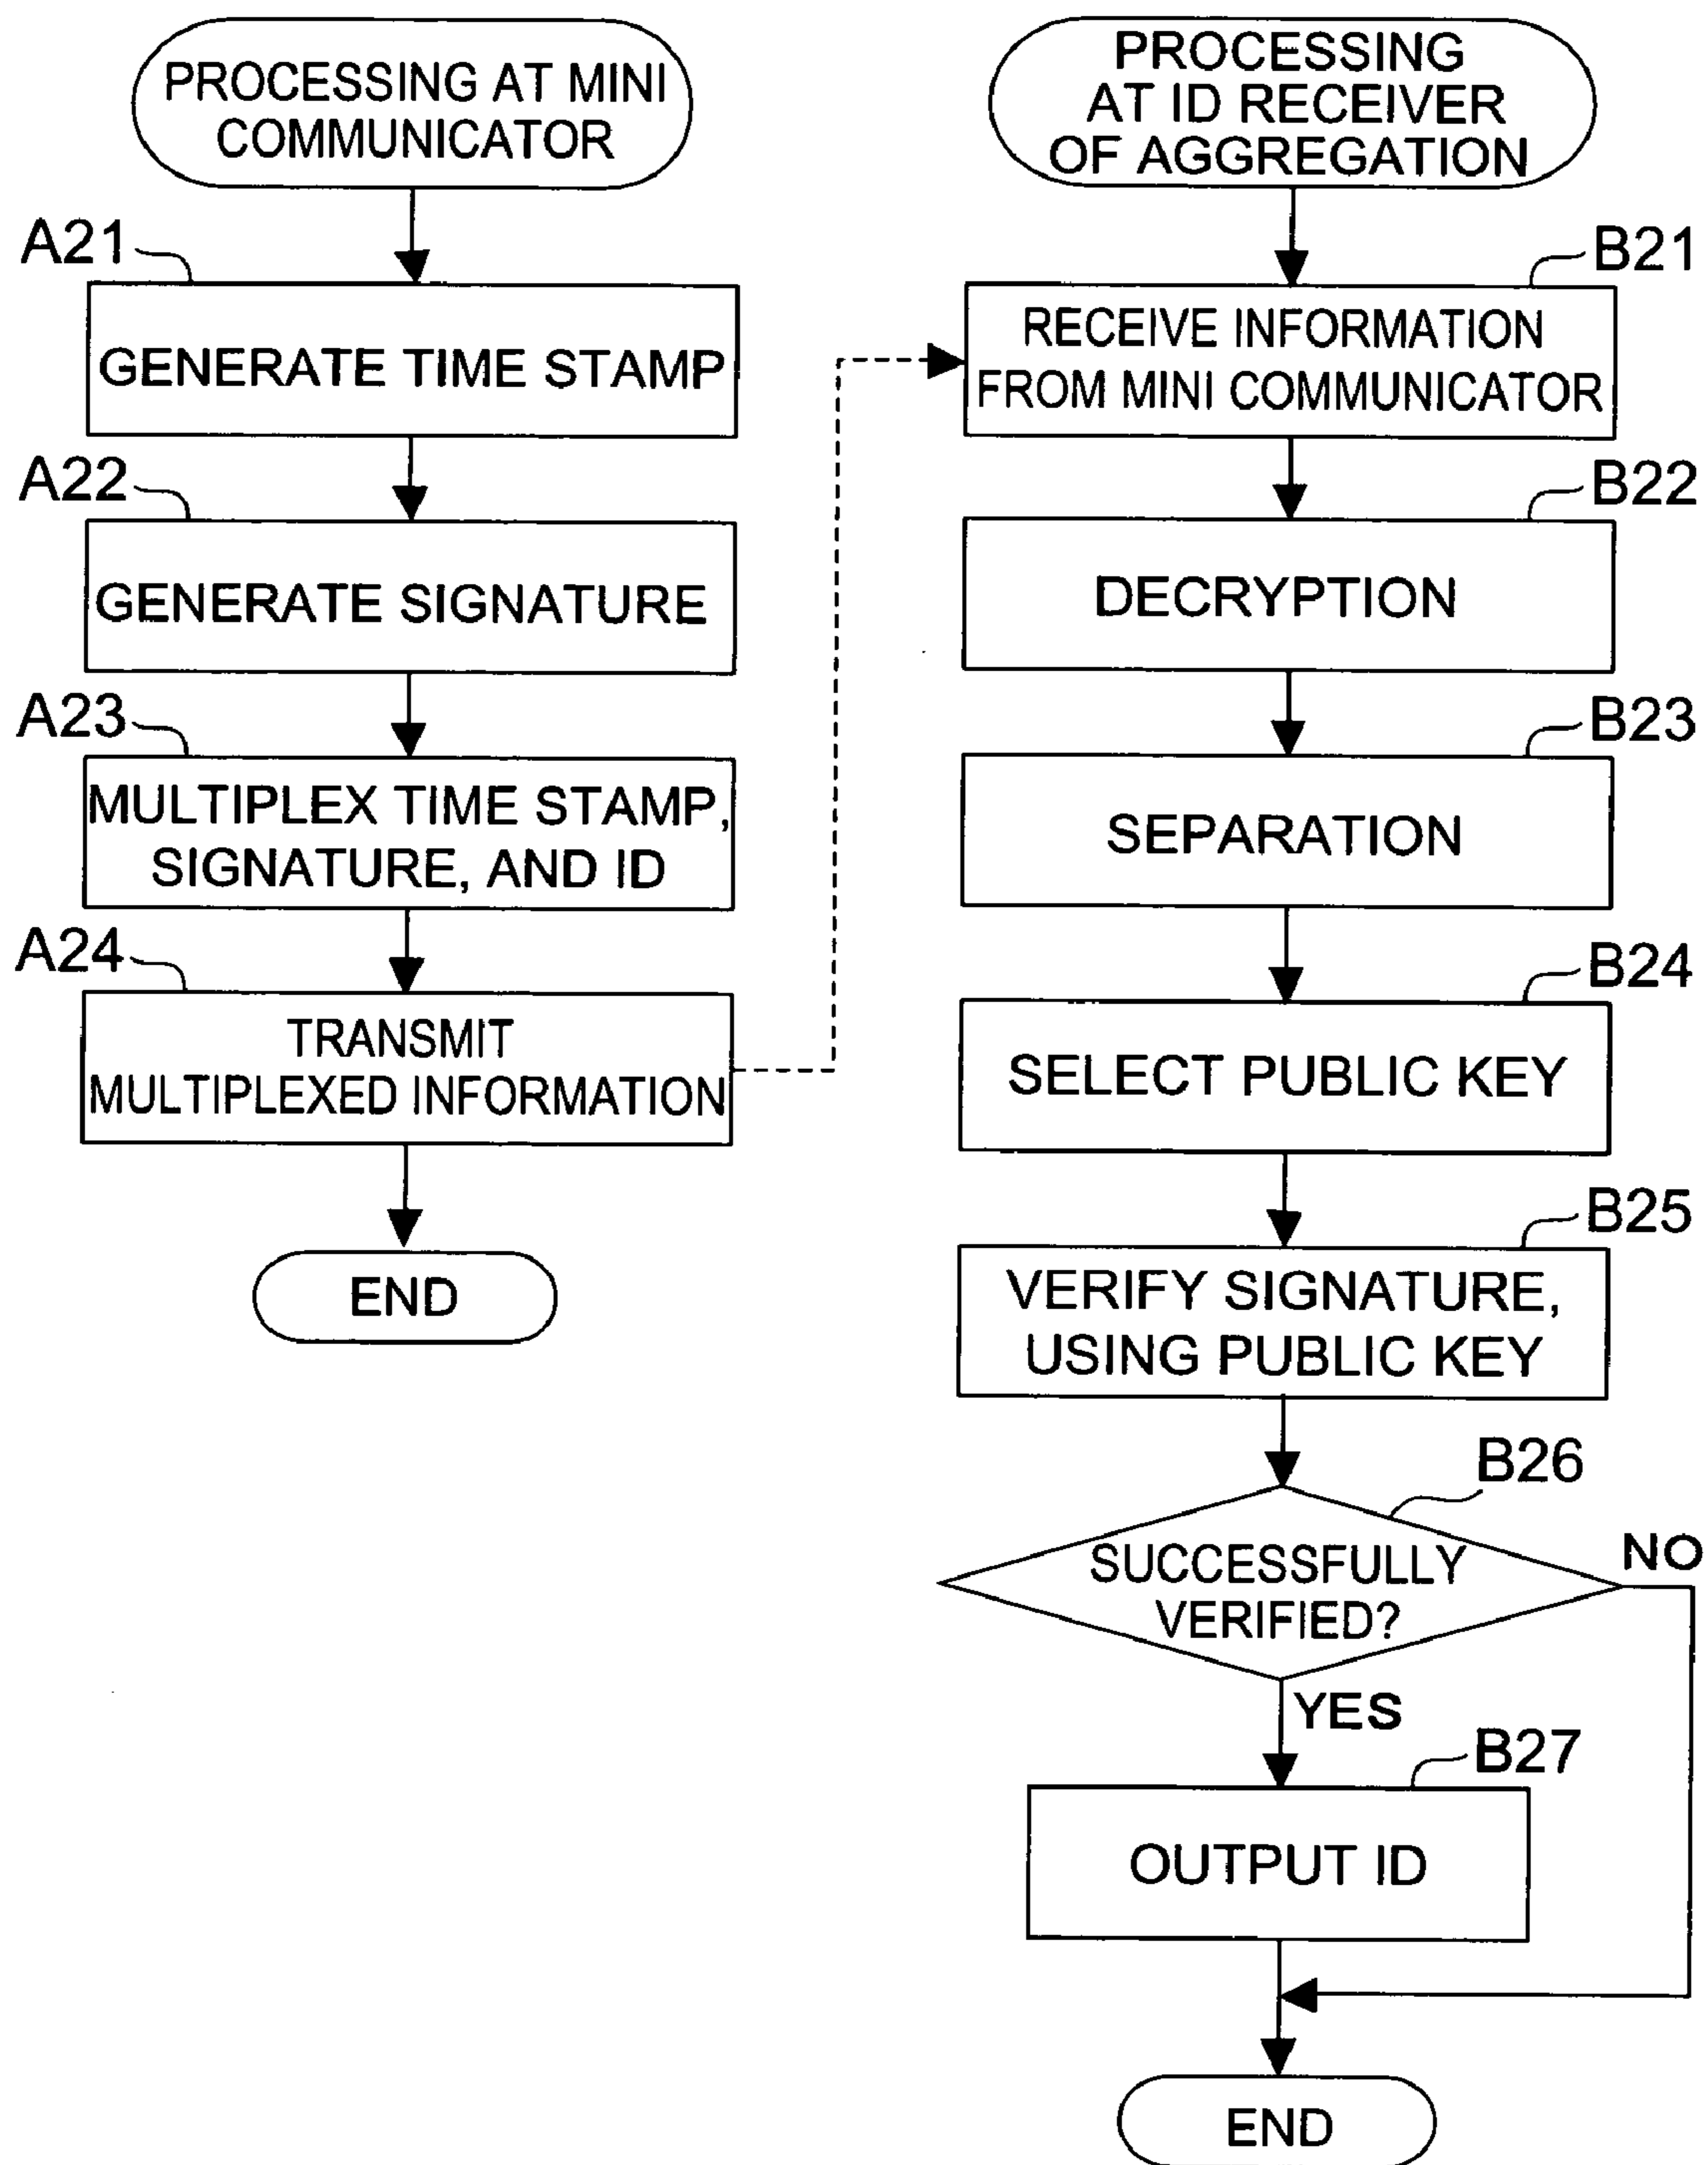 PROCESSING AT MINI
COMMUNICATOR
A21
GENERATE TIME STAMP
A22
GENERATE SIGNATURE
A23
MULTIPLEX TIME STAMP,
SIGNATURE, AND ID
A24
TRANSMIT
MULTIPLEXED INFORMATION
END
PROCESSING
AT ID RECEIVER
OF AGGREGATION
B21
RECEIVE INFORMATION
FROM MINI COMMUNICATOR
B22
DECRYPTION
B23
SEPARATION
B24
SELECT PUBLIC KEY
B25
VERIFY SIGNATURE,
USING PUBLIC KEY
B26
SUCCESSFULLY
VERIFIED?
NO
YES
B27
OUTPUT ID
END